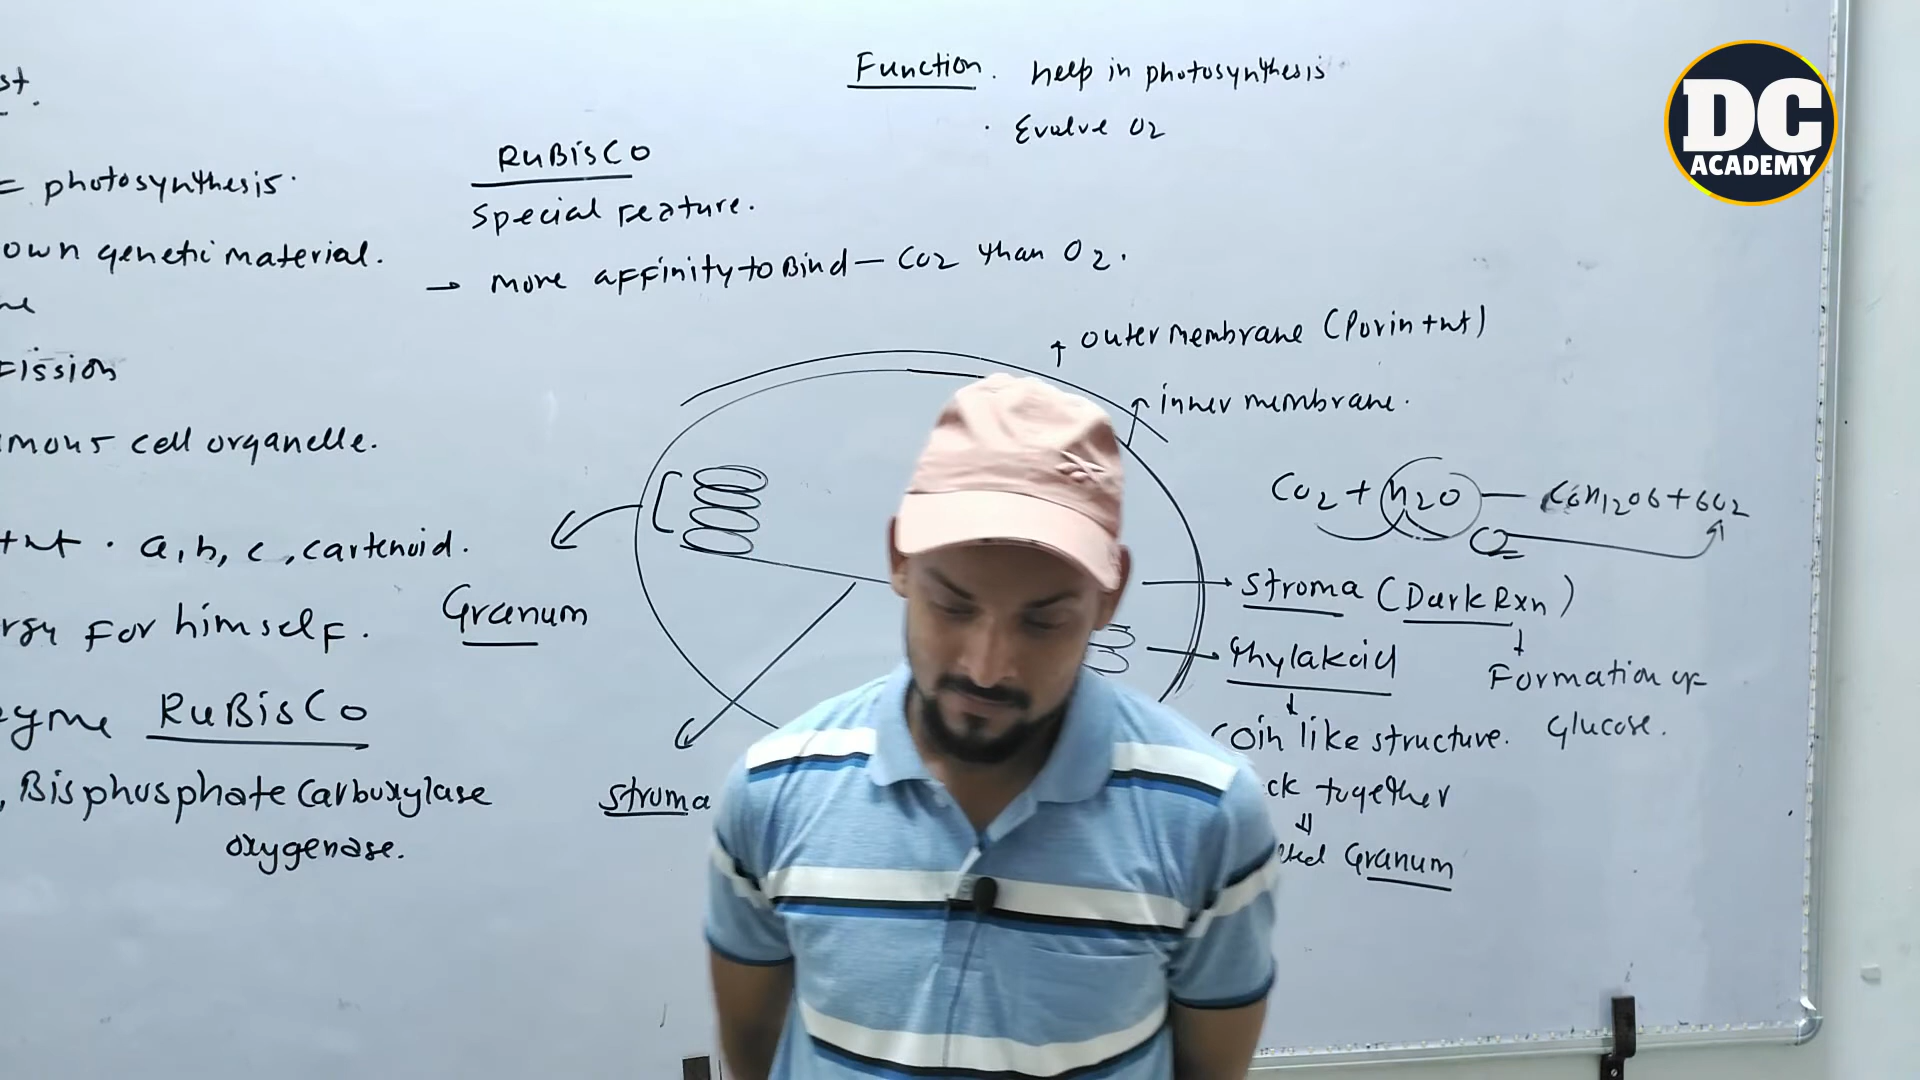 st.
= photosynthesis.
own genetic material.
Fission
mous cell organelle.
a, b, c, cartenoid.
rgy For himself.
zyme RuBisCo
, Bisphosphate Carboxylase
oxygenase.
RuBisCo
Special Feature.
→ More affinity to Bind – CO2 than O2.
Function. help in photosynthesis
· Evolve O2
outer membrane (Porin +nt)
inner membrane.
Granum
Stroma
CO2 + H2O — C6H12O6 + 6O2
O2
Stroma (Dark Rxn)
Thylakoid
Formation of
Glucose.
Coin like structure.
ck together
lled Granum
DC
ACADEMY